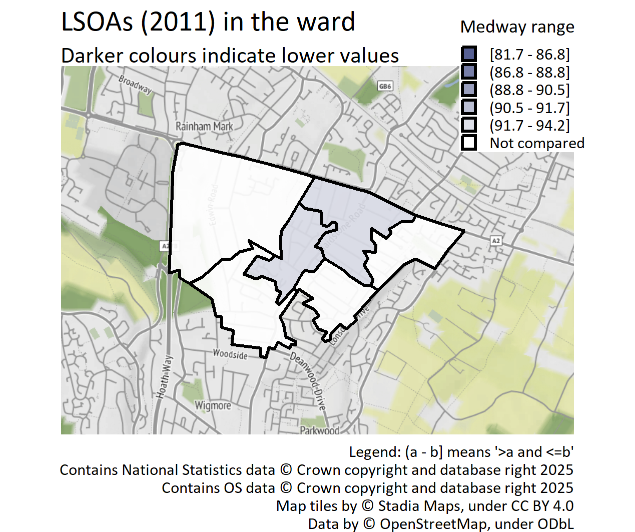 LSOAs (2011) in the ward
Darker colours indicate lower values
Medway range
[81.7 - 86.8]
(86.8 - 88.8]
(88.8 - 90.5]
(90.5 - 91.7]
(91.7 - 94.2]
Not compared
Broadway
GB6
Rainham Mark
A2
A2
Woodside
Hoath-Way
Deanwood-Drive
Wigmore
Parkwood
Legend: (a - b] means '>a and <=b'
Contains National Statistics data © Crown copyright and database right 2025
Contains OS data © Crown copyright and database right 2025
Map tiles by © Stadia Maps, under CC BY 4.0
Data by © OpenStreetMap, under ODbL